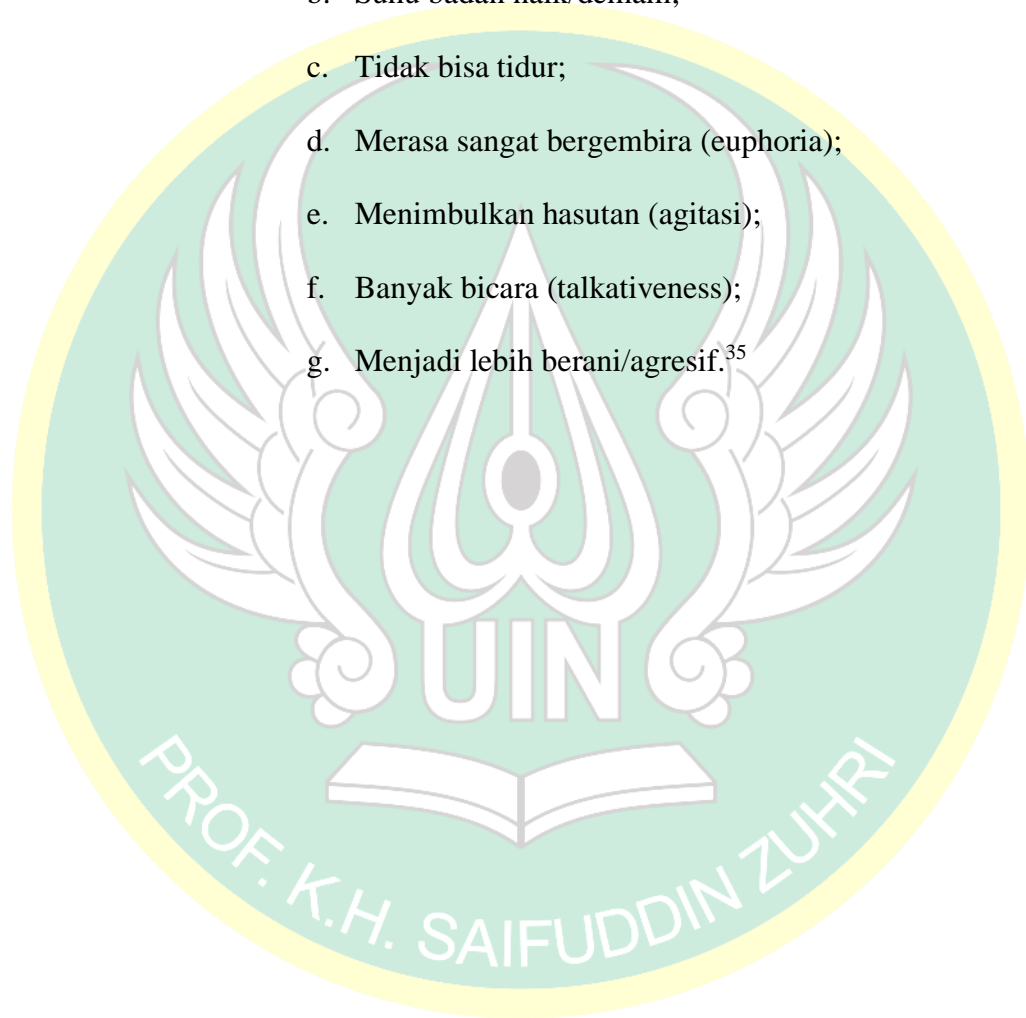 c. Tidak bisa tidur;
d. Merasa sangat bergembira (euphoria);
e. Menimbulkan hasutan (agitasi);
f. Banyak bicara (talkativeness);
g. Menjadi lebih berani/agresif.35
UIN
PROF. K.H. SAIFUDDIN ZUHRI